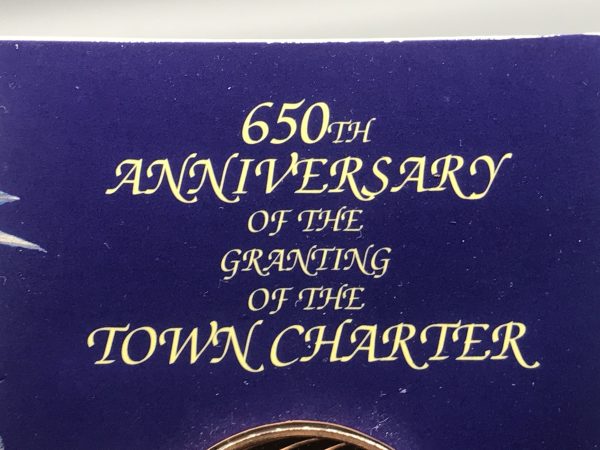 650TH
ANNIVERSARY
OF THE
GRANTING
OF THE
TOWN CHARTER